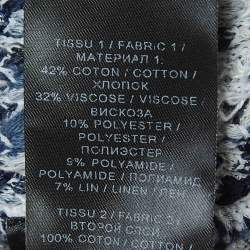 TISSU 1 / FABRIC 1 /
МАТЕРИАЛ 1:
42% COTON / COTTON /
ХЛОПОК
32% VISCOSE / VISCOSE /
ВИСКОЗА
10% POLYESTER /
POLYESTER /
ПОЛИЭСТЕР
9% POLYAMIDE /
POLYAMIDE / ПОЛИАМИД
7% LIN / LINEN / ЛЕН
TISSU 2 / FABRIC 2 /
ВТОРОЙ СЛОЙ
100% COTON / COTTON /